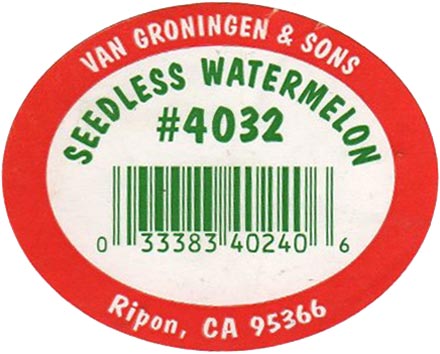 VAN GRONINGEN & SONS
SEEDLESS WATERMELON
#4032
0 33383 40240 6
Ripon, CA 95366